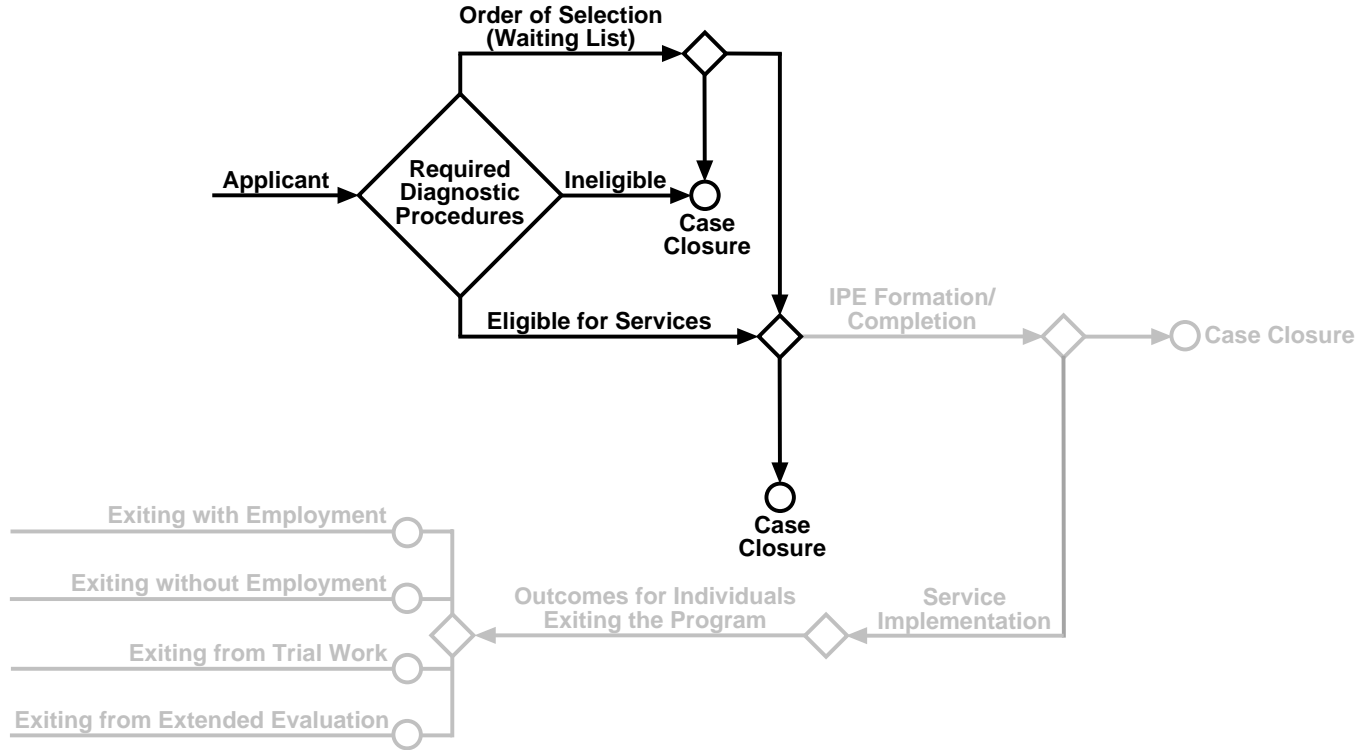 Order of Selection
(Waiting List)
Applicant
Required
Diagnostic
Procedures
Ineligible
Case
Closure
Eligible for Services
IPE Formation/
Completion
Case Closure
Case
Closure
Exiting with Employment
Exiting without Employment
Outcomes for Individuals
Exiting the Program
Service
Implementation
Exiting from Trial Work
Exiting from Extended Evaluation